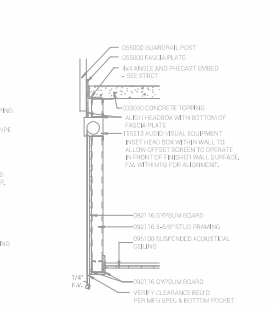 055000 GUARDRAIL POST
055000 FASCIA PLATE
4x4 ANGLE AND PRECAST EMBED
- SEE STRCT
033000 CONCRETE TOPPING
ALIGN HEADBOX WITH BOTTOM OF
FASCIA PLATE
115213 AUDIO VISUAL EQUIPMENT
INSET HEAD BOX WITHIN WALL TO
ALLOW OFFSET SCREEN TO OPERATE
IN FRONT OF FINISHED WALL SURFACE,
F.V. WITH MFG FOR ALIGNMENT.
PING
YPE
092116 GYPSUM BOARD
092116 3-5/8" STUD FRAMING
095100 SUSPENDED ACOUSTICAL
CEILING
1/4"
F.V.
092116 GYPSUM BOARD
VERIFY CLEARANCE REQ'D
PER MFG SPEC & BOTTOM POCKET